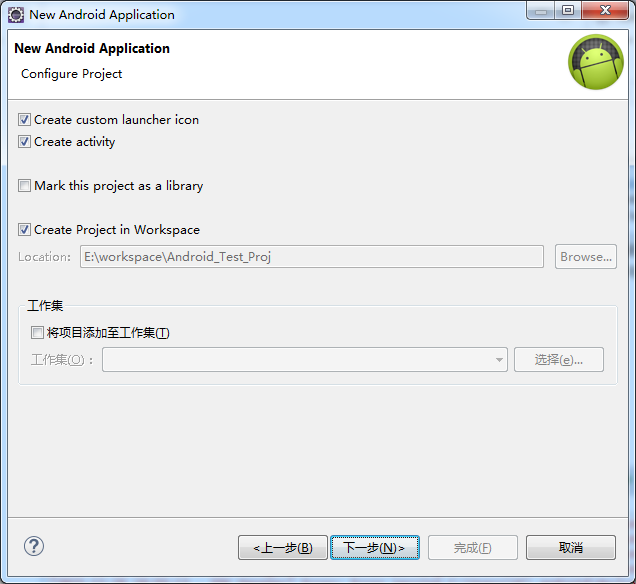 New Android Application
New Android Application
Configure Project
Create custom launcher icon
Create activity
Mark this project as a library
Create Project in Workspace
Location: E:\workspace\Android_Test_Proj Browse...
工作集
将项目添加至工作集(T)
工作集(O)： 选择(e)...
? <上一步(B) 下一步(N)> 完成(F) 取消